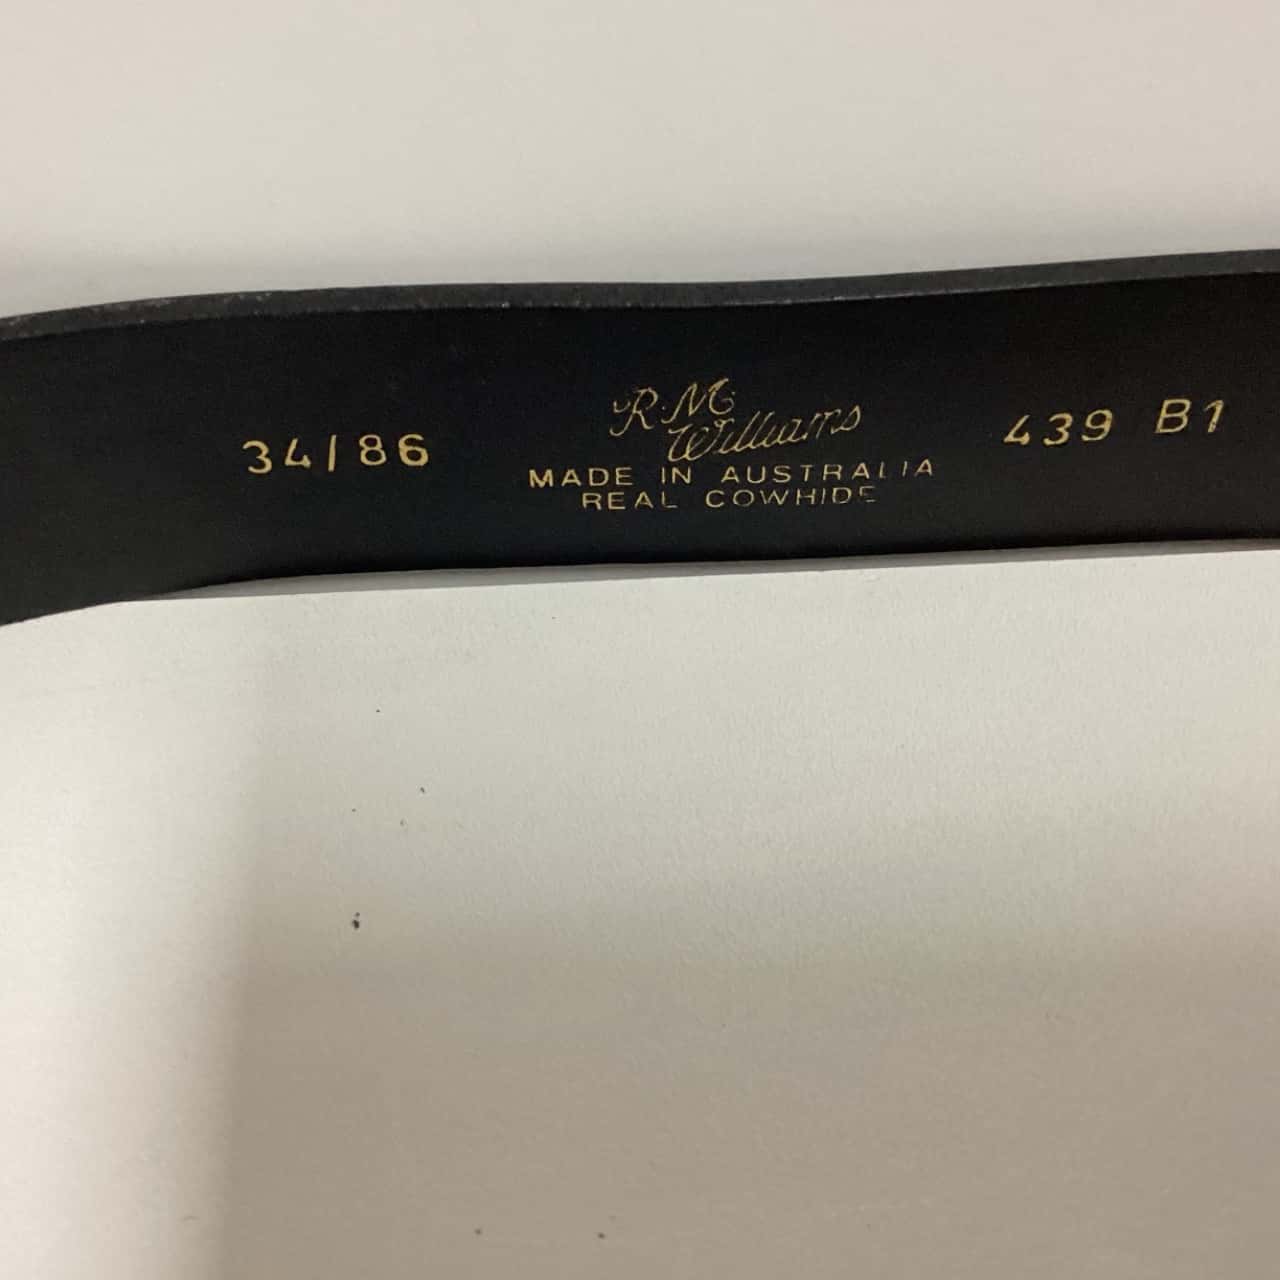 34/86
R.M.
Williams
MADE IN AUSTRALIA
REAL COWHIDE
439 B1